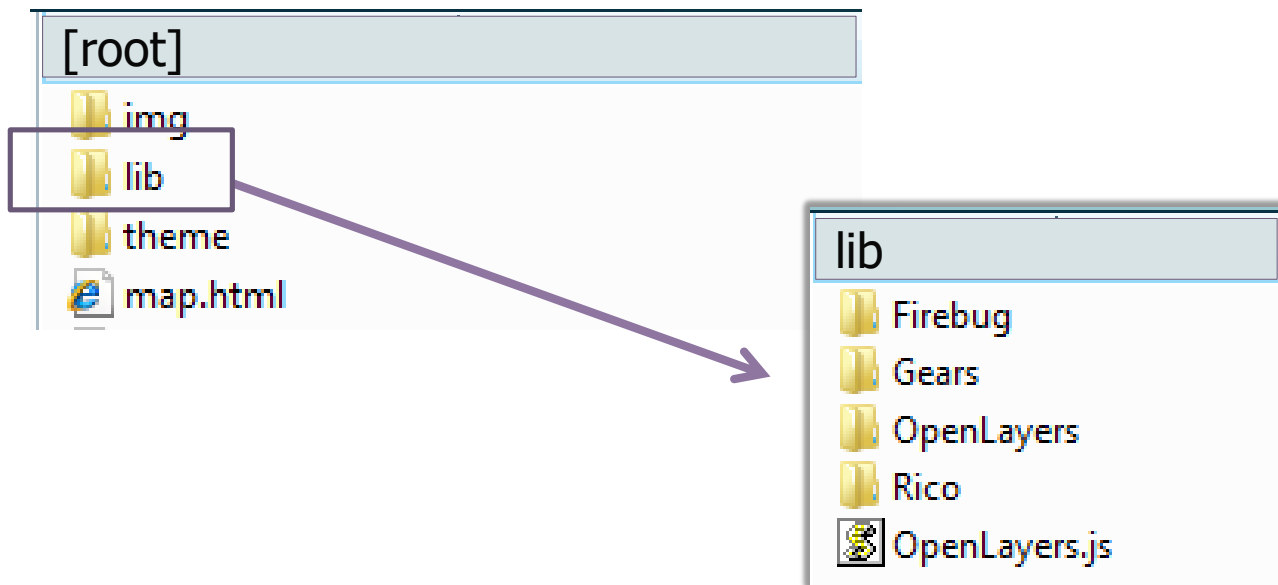 [root]
img
lib
theme
map.html
lib
Firebug
Gears
OpenLayers
Rico
OpenLayers.js